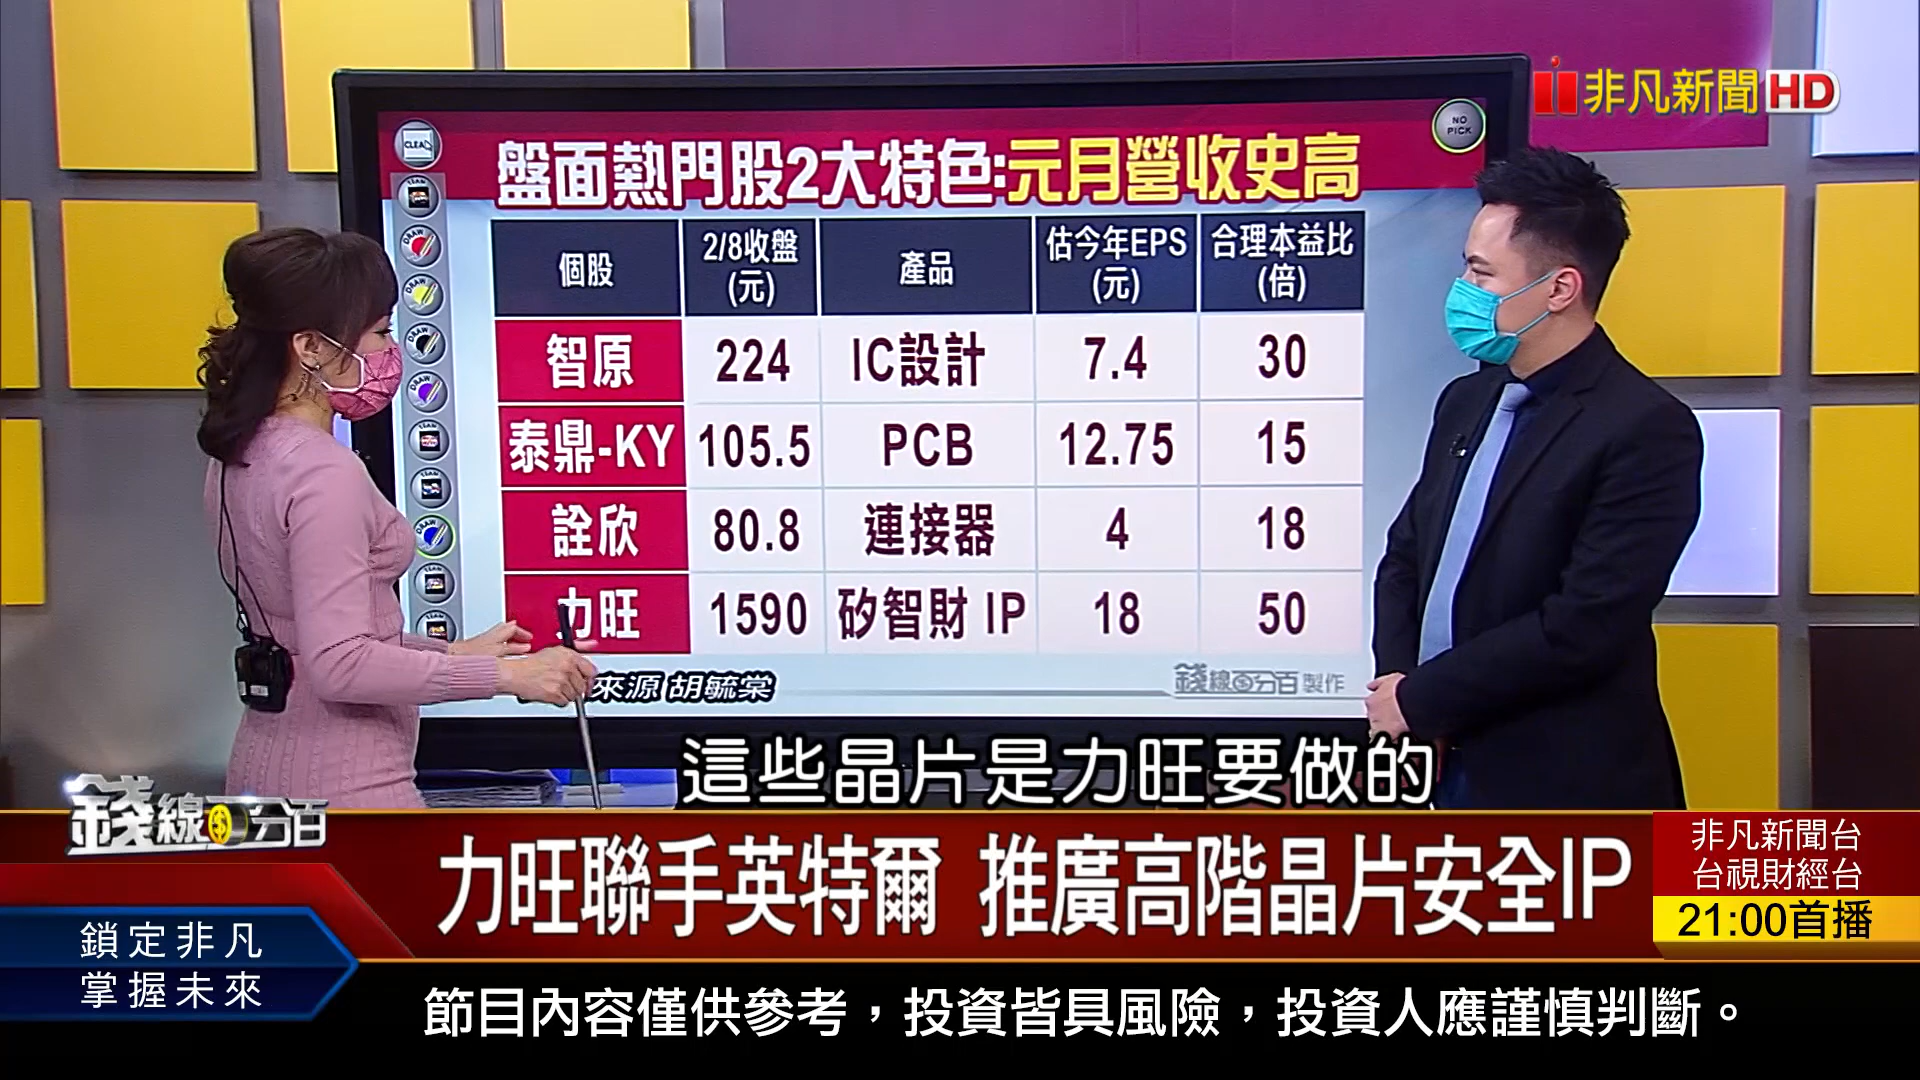 非凡新聞HD
NO PICK
CLEAR
盤面熱門股2大特色:元月營收史高
個股 2/8收盤(元) 產品 估今年EPS(元) 合理本益比(倍)
智原 224 IC設計 7.4 30
泰鼎-KY 105.5 PCB 12.75 15
詮欣 80.8 連接器 4 18
力旺 1590 矽智財 IP 18 50
來源 胡毓棠
錢線百分百製作
DRAW
DRAW
DRAW
DRAW
DRAW
這些晶片是力旺要做的
錢線百分百
力旺聯手英特爾 推廣高階晶片安全IP
非凡新聞台
台視財經台
21:00首播
鎖定非凡
掌握未來
節目內容僅供參考，投資皆具風險，投資人應謹慎判斷。